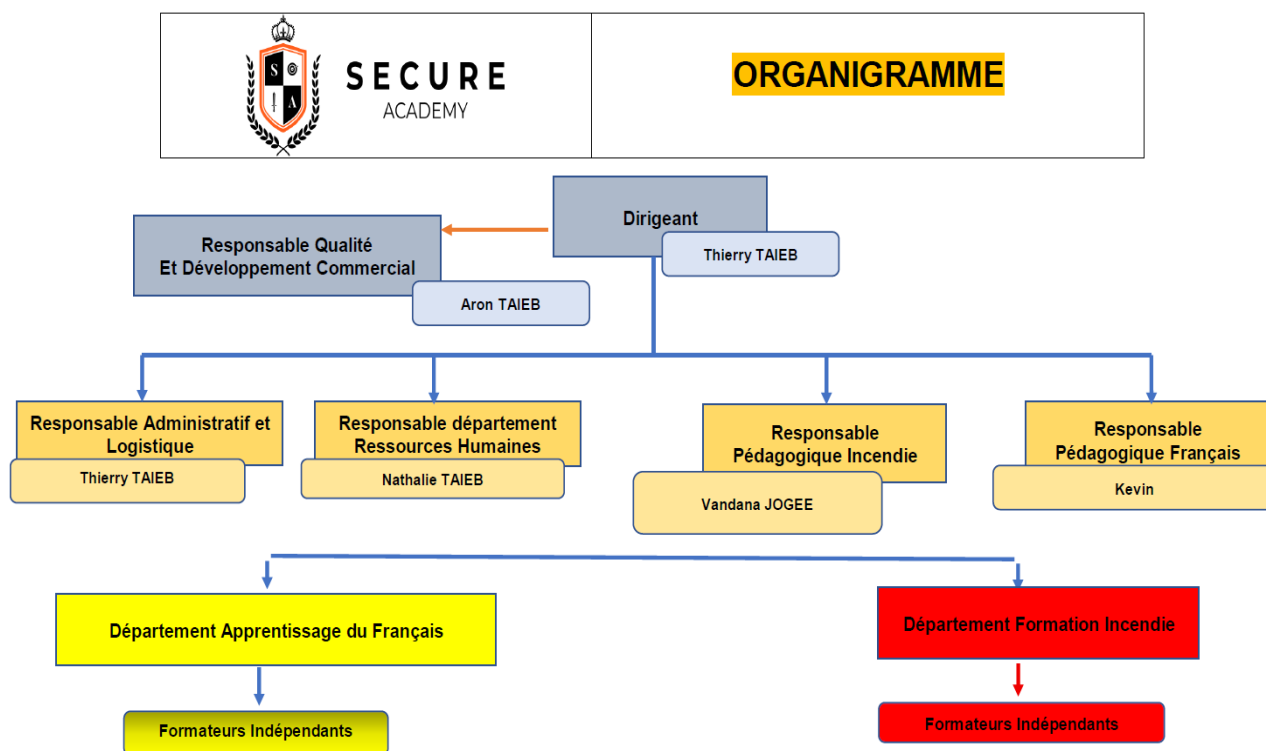 S
A
SECURE
ACADEMY
ORGANIGRAMME
Dirigeant
Thierry TAIEB
Responsable Qualité
Et Développement Commercial
Aron TAIEB
Responsable Administratif et
Logistique
Thierry TAIEB
Responsable département
Ressources Humaines
Nathalie TAIEB
Responsable
Pédagogique Incendie
Vandana JOGEE
Responsable
Pédagogique Français
Kevin
Département Apprentissage du Français
Département Formation Incendie
Formateurs Indépendants
Formateurs Indépendants